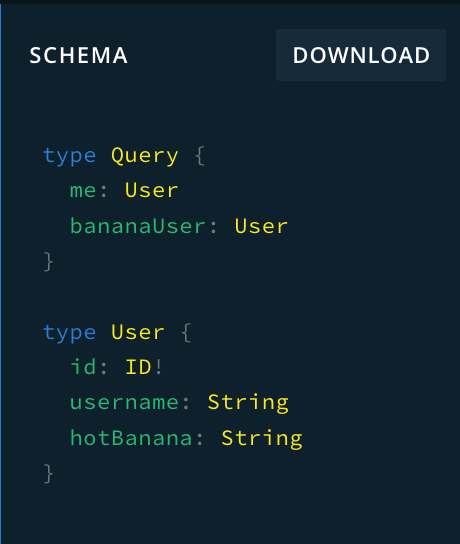 SCHEMA DOWNLOAD
type Query {
  me: User
  bananaUser: User
}
type User {
  id: ID!
  username: String
  hotBanana: String
}